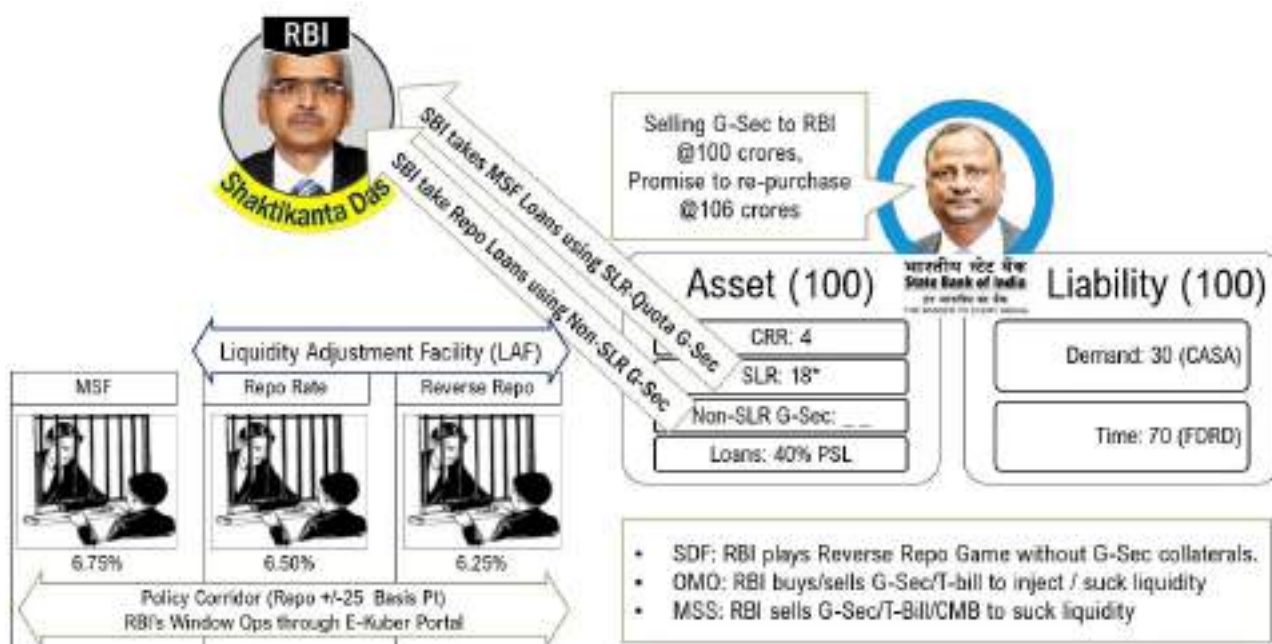 RBI
Shaktikanta Das
SBI takes MSF Loans using SLR-Quota G-Sec
SBI take Repo Loans using Non-SLR G-Sec
Selling G-Sec to RBI
@100 crores,
Promise to re-purchase
@106 crores
भारतीय स्टेट बैंक
State Bank of India
Asset (100)
CRR: 4
SLR: 18*
Non-SLR G-Sec: _ _
Loans: 40% PSL
Liability (100)
Demand: 30 (CASA)
Time: 70 (FDRD)
Liquidity Adjustment Facility (LAF)
MSF Repo Rate Reverse Repo
6.75% 6.50% 6.25%
Policy Corridor (Repo +/-25 Basis Pt)
RBI's Window Ops through E-Kuber Portal
• SDF: RBI plays Reverse Repo Game without G-Sec collaterals.
• OMO: RBI buys/sells G-Sec/T-bill to inject / suck liquidity
• MSS: RBI sells G-Sec/T-Bill/CMB to suck liquidity